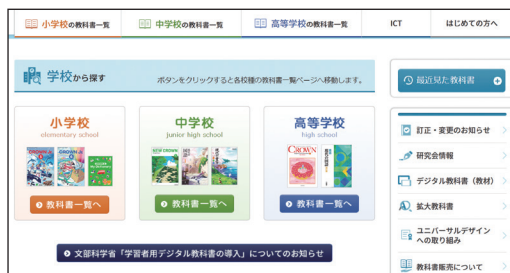 小学校の教科書一覧
中学校の教科書一覧
高等学校の教科書一覧
ICT
はじめての方へ
学校から探す
ボタンをクリックすると各校種の教科書一覧ページへ移動します。
小学校
elementary school
教科書一覧へ
中学校
junior high school
NEW CROWN
教科書一覧へ
高等学校
high school
CROWN
教科書一覧へ
文部科学省「学習者用デジタル教科書の導入」についてのお知らせ
最近見た教科書
訂正・変更のお知らせ
研究会情報
デジタル教科書（教材）
拡大教科書
ユニバーサルデザイン
への取り組み
教科書販売について